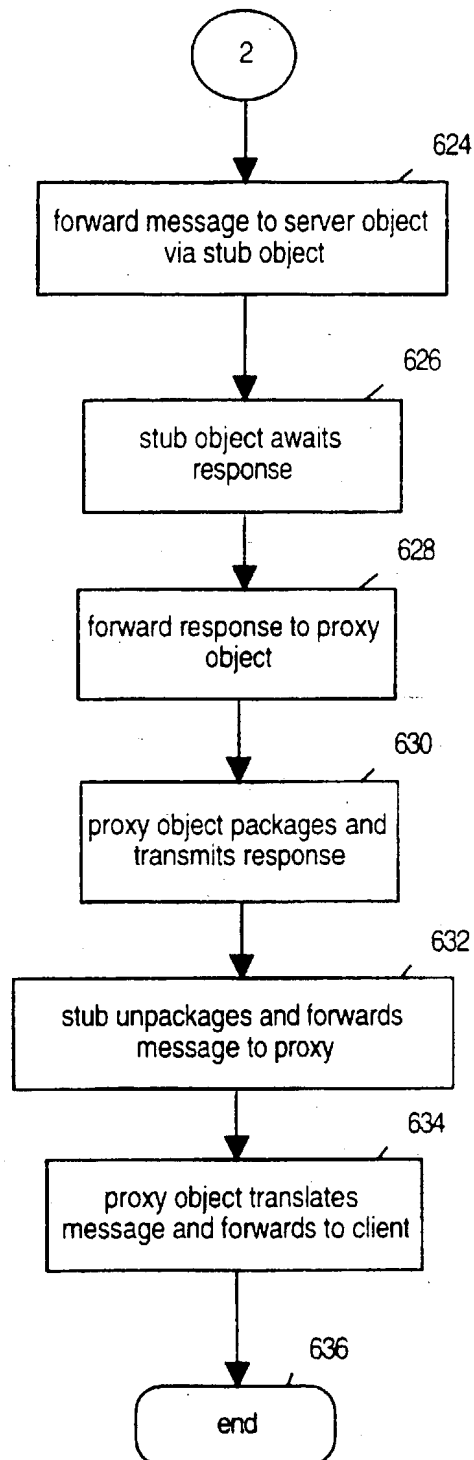 2
624
forward message to server object
via stub object
626
stub object awaits
response
628
forward response to proxy
object
630
proxy object packages and
transmits response
632
stub unpackages and forwards
message to proxy
634
proxy object translates
message and forwards to client
636
end